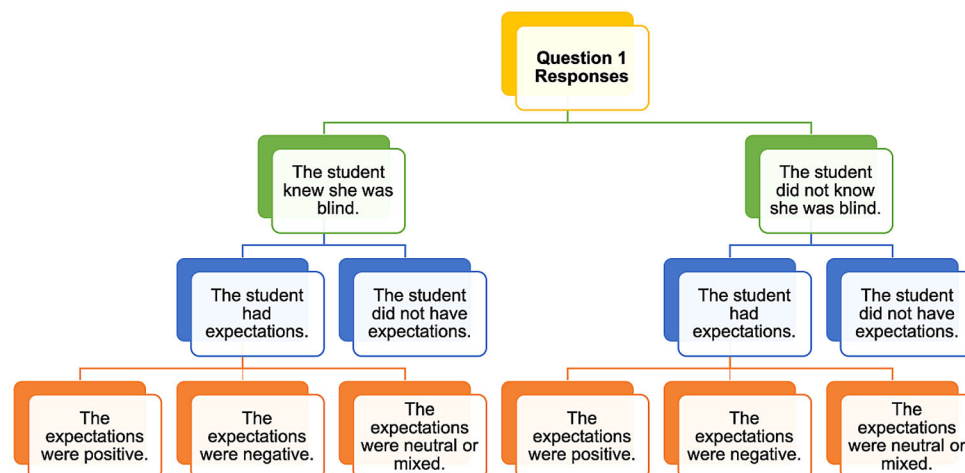 Question 1
Responses
The student
knew she was
blind.
The student
did not know
she was blind.
The student
had
expectations.
The student
did not have
expectations.
The student
had
expectations.
The student
did not have
expectations.
The
expectations
were positive.
The
expectations
were negative.
The
expectations
were neutral or
mixed.
The
expectations
were positive.
The
expectations
were negative.
The
expectations
were neutral or
mixed.